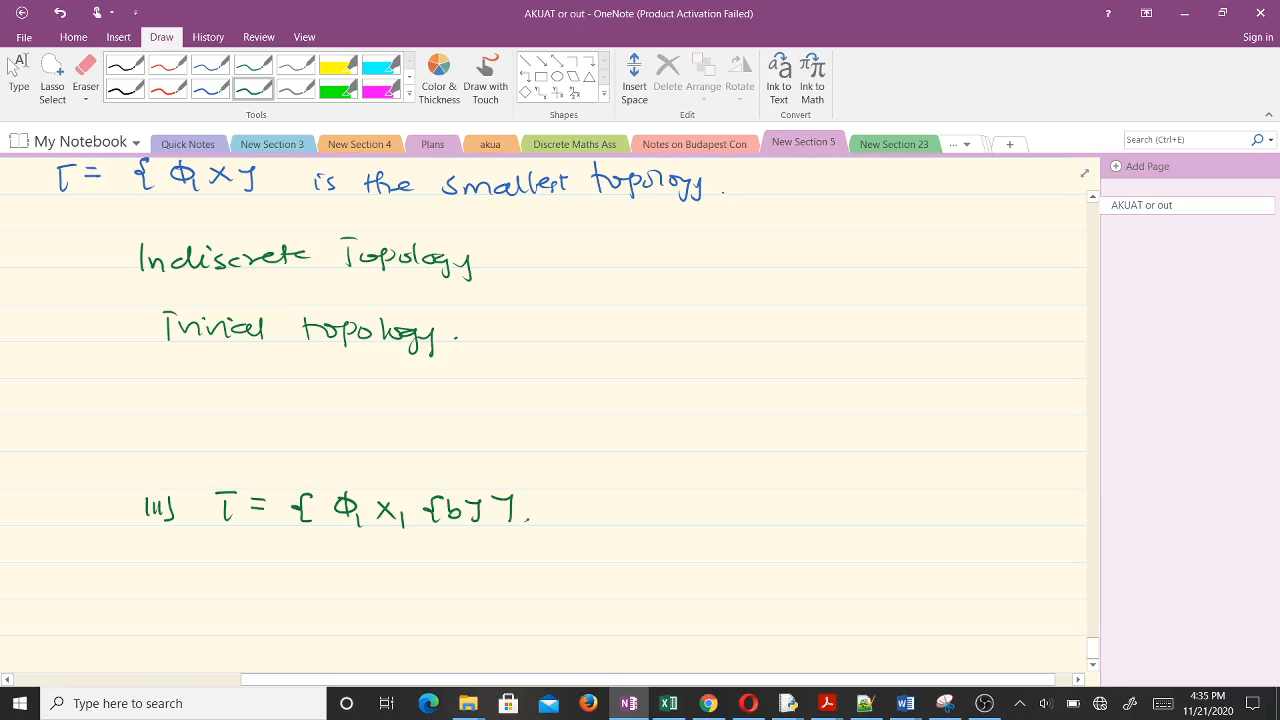 AKUAT or out - OneNote (Product Activation Failed)
File Home Insert Draw History Review View Sign in
Type Lasso Select Eraser Color & Thickness Draw with Touch Insert Space Delete Arrange Rotate Ink to Text Ink to Math
Tools Shapes Edit Convert
My Notebook Quick Notes New Section 3 New Section 4 Plans akua Discrete Maths Ass Notes on Budapest Con New Section 5 New Section 23 ... Search (Ctrl+E)
Add Page
AKUAT or out
T = { Φ, X } is the smallest topology.
Indiscrete Topology
Trivial topology.
III] T = { Φ, X, {b} }.
Type here to search
4:35 PM
11/21/2020